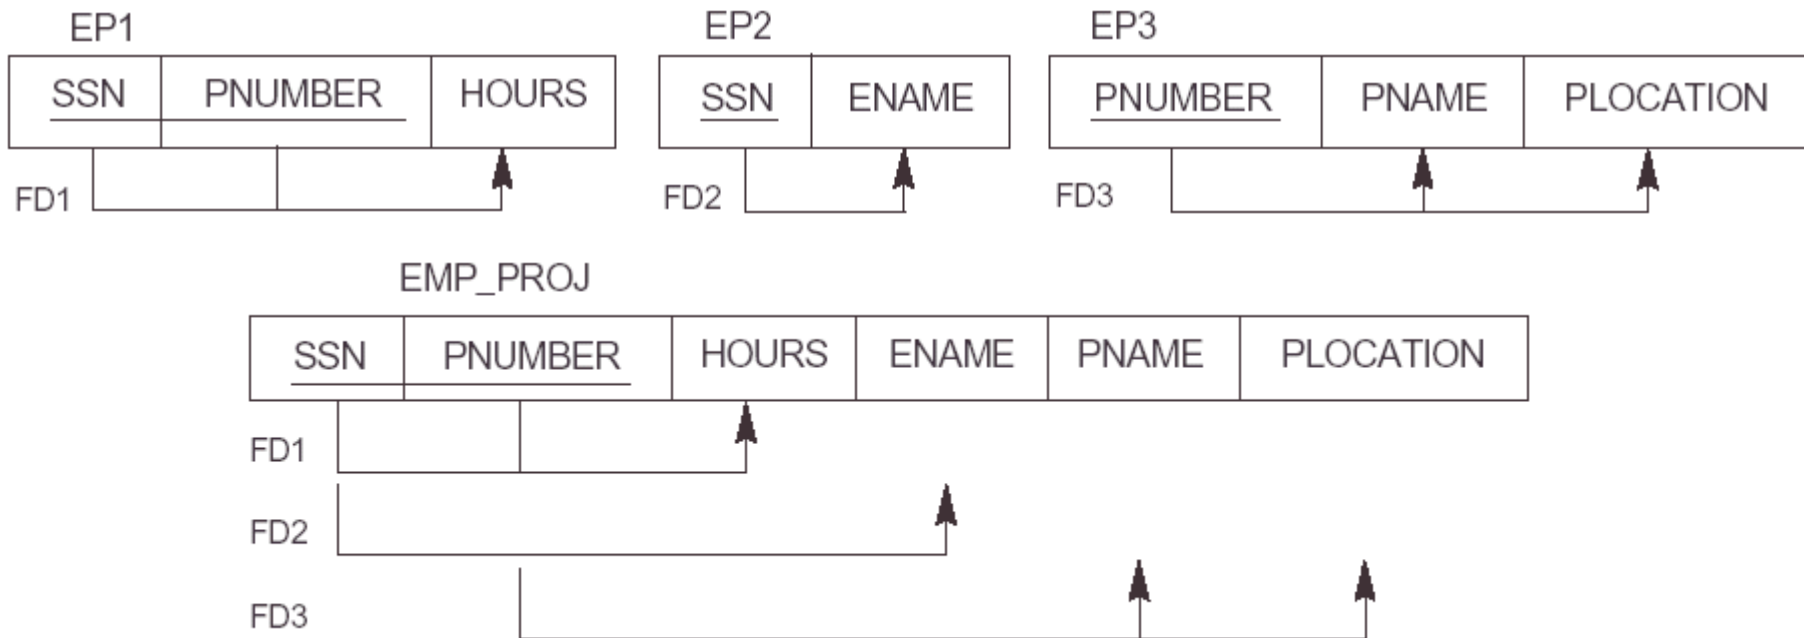 EP1 EP2 EP3
SSN PNUMBER HOURS SSN ENAME PNUMBER PNAME PLOCATION
FD1 FD2 FD3
EMP_PROJ
SSN PNUMBER HOURS ENAME PNAME PLOCATION
FD1
FD2
FD3